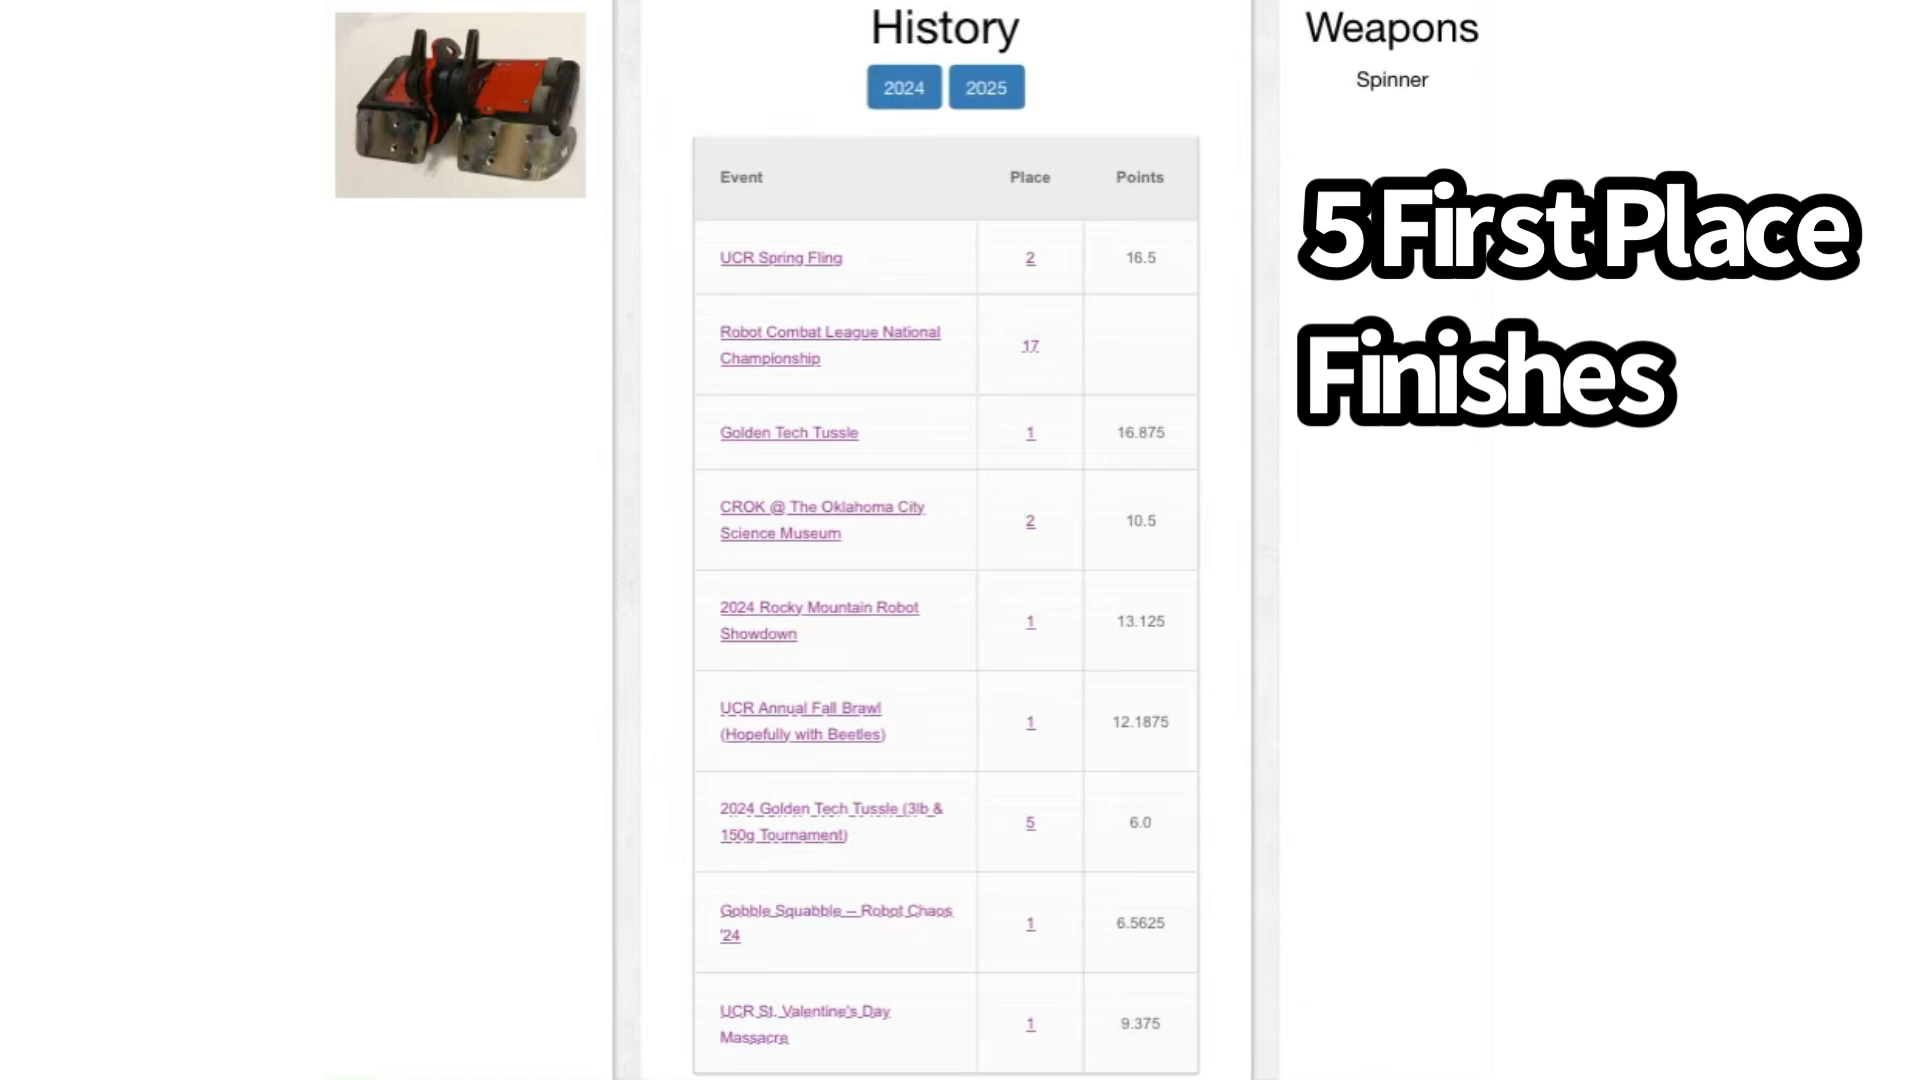 History
2024 2025
Event Place Points
UCR Spring Fling 2 16.5
Robot Combat League National
Championship 17
Golden Tech Tussle 1 16.875
CROK @ The Oklahoma City
Science Museum 2 10.5
2024 Rocky Mountain Robot
Showdown 1 13.125
UCR Annual Fall Brawl
(Hopefully with Beetles) 1 12.1875
2024 Golden Tech Tussle (3lb &
150g Tournament) 5 6.0
Gobble Squabble -- Robot Chaos
'24 1 6.5625
UCR St. Valentine's Day
Massacre 1 9.375
Weapons
Spinner
5 First Place
Finishes